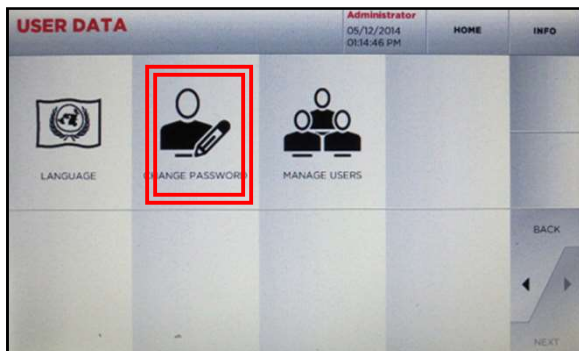 USER DATA
Administrator
05/12/2014
01:14:46 PM
HOME
INFO
LANGUAGE
CHANGE PASSWORD
MANAGE USERS
BACK
NEXT